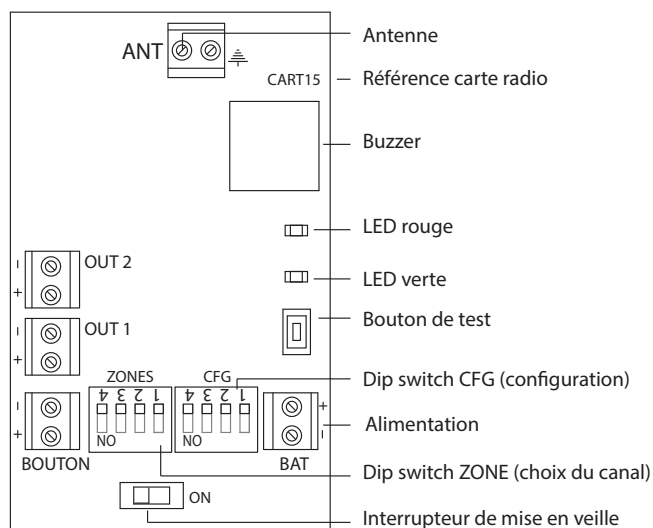 ANT
Antenne
CART15
Référence carte radio
Buzzer
LED rouge
LED verte
Bouton de test
- OUT 2
+
- OUT 1
+
ZONES CFG
4 3 2 1 4 3 2 1
Dip switch CFG (configuration)
- +
Alimentation
+ -
NO NO
BOUTON BAT
Dip switch ZONE (choix du canal)
ON
Interrupteur de mise en veille